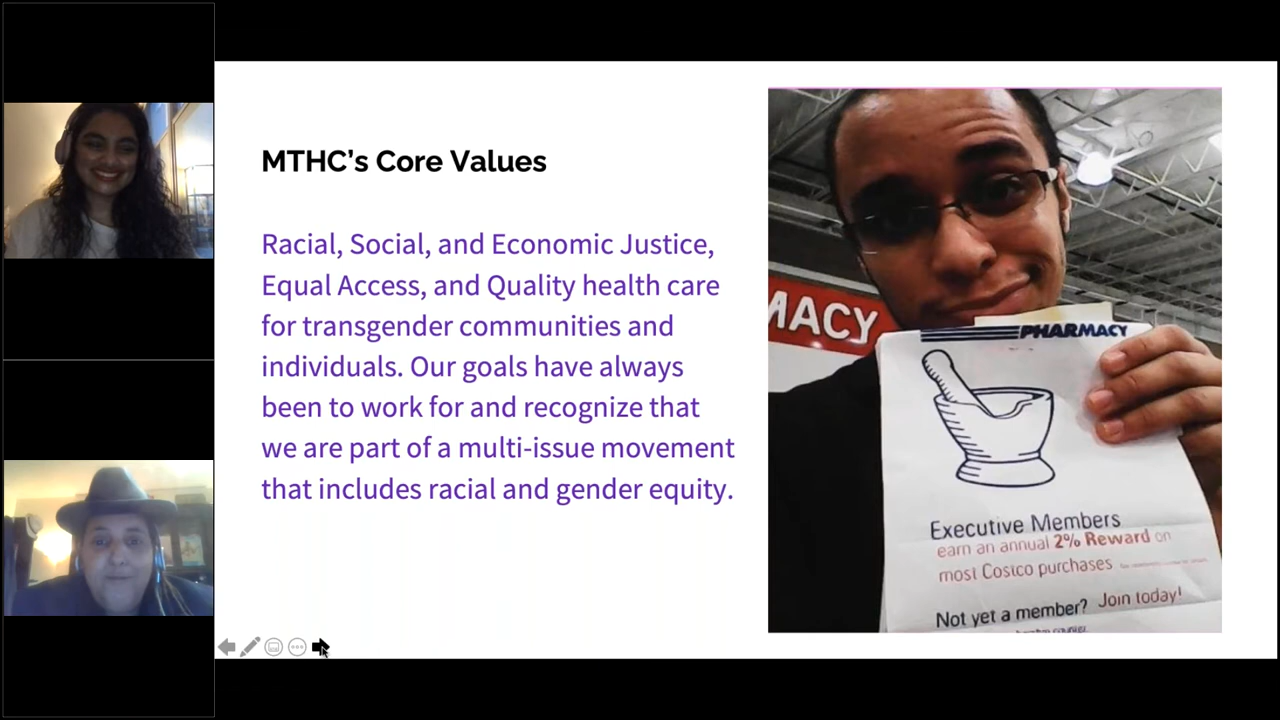 MTHC’s Core Values
Racial, Social, and Economic Justice,
Equal Access, and Quality health care
for transgender communities and
individuals. Our goals have always
been to work for and recognize that
we are part of a multi-issue movement
that includes racial and gender equity.
MACY
PHARMACY
Executive Members
earn an annual 2% Reward on
most Costco purchases
Not yet a member? Join today!